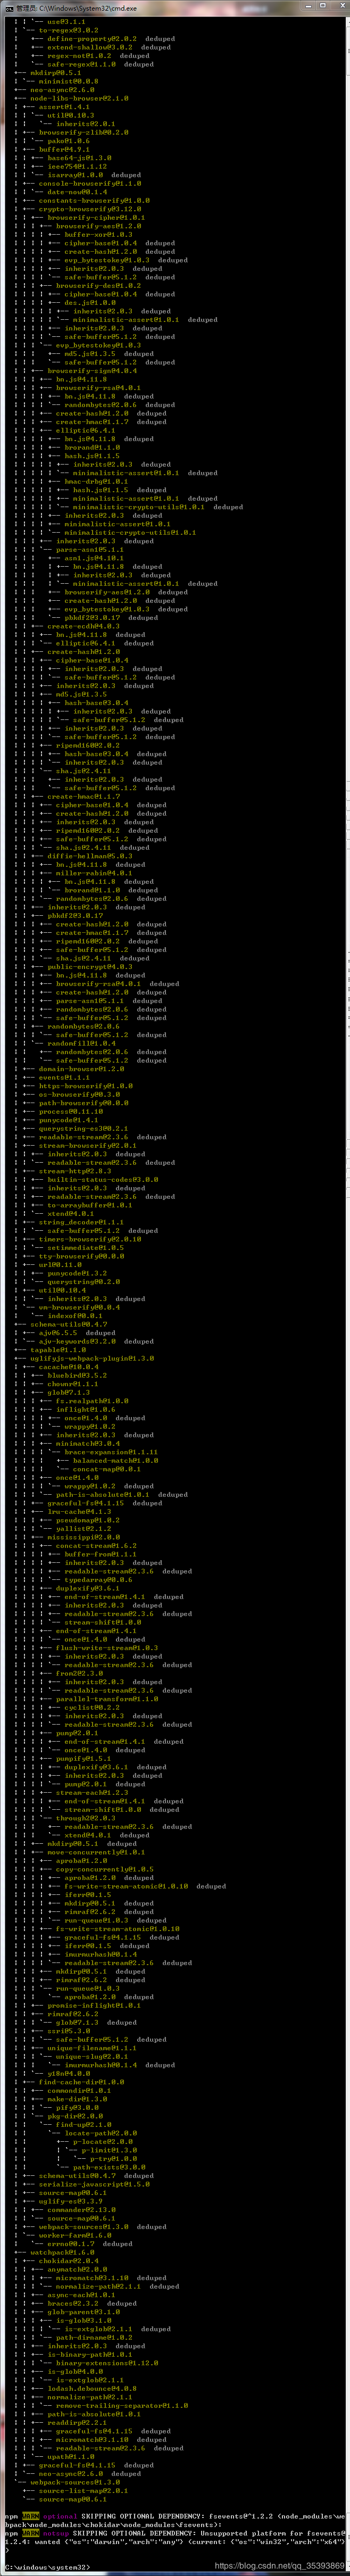 管理员: C:\Windows\System32\cmd.exe
| | `-- use@3.1.1
| `-- to-regex@3.0.2
|   +-- define-property@2.0.2  deduped
|   +-- extend-shallow@3.0.2  deduped
|   +-- regex-not@1.0.2  deduped
|   `-- safe-regex@1.1.0  deduped
+-- mkdirp@0.5.1
| `-- minimist@0.0.8
+-- neo-async@2.6.0
+-- node-libs-browser@2.1.0
| +-- assert@1.4.1
| | `-- util@0.10.3
| |   `-- inherits@2.0.1
| +-- browserify-zlib@0.2.0
| | `-- pako@1.0.6
| +-- buffer@4.9.1
| | +-- base64-js@1.3.0
| | +-- ieee754@1.1.12
| | `-- isarray@1.0.0  deduped
| +-- console-browserify@1.1.0
| | `-- date-now@0.1.4
| +-- constants-browserify@1.0.0
| +-- crypto-browserify@3.12.0
| | +-- browserify-cipher@1.0.1
| | | +-- browserify-aes@1.2.0
| | | | +-- buffer-xor@1.0.3
| | | | +-- cipher-base@1.0.4  deduped
| | | | +-- create-hash@1.2.0  deduped
| | | | +-- evp_bytestokey@1.0.3  deduped
| | | | +-- inherits@2.0.3  deduped
| | | | `-- safe-buffer@5.1.2  deduped
| | | +-- browserify-des@1.0.2
| | | | +-- cipher-base@1.0.4  deduped
| | | | +-- des.js@1.0.0
| | | | | +-- inherits@2.0.3  deduped
| | | | | `-- minimalistic-assert@1.0.1  deduped
| | | | +-- inherits@2.0.3  deduped
| | | | `-- safe-buffer@5.1.2  deduped
| | | `-- evp_bytestokey@1.0.3
| | |   +-- md5.js@1.3.5  deduped
| | |   `-- safe-buffer@5.1.2  deduped
| | +-- browserify-sign@4.0.4
| | | +-- bn.js@4.11.8
| | | +-- browserify-rsa@4.0.1
| | | | +-- bn.js@4.11.8  deduped
| | | | `-- randombytes@2.0.6  deduped
| | | +-- create-hash@1.2.0  deduped
| | | +-- create-hmac@1.1.7  deduped
| | | +-- elliptic@6.4.1
| | | | +-- bn.js@4.11.8  deduped
| | | | +-- brorand@1.1.0
| | | | +-- hash.js@1.1.5
| | | | | +-- inherits@2.0.3  deduped
| | | | | `-- minimalistic-assert@1.0.1  deduped
| | | | +-- hmac-drbg@1.0.1
| | | | | +-- hash.js@1.1.5  deduped
| | | | | +-- minimalistic-assert@1.0.1  deduped
| | | | | `-- minimalistic-crypto-utils@1.0.1  deduped
| | | | +-- inherits@2.0.3  deduped
| | | | +-- minimalistic-assert@1.0.1
| | | | `-- minimalistic-crypto-utils@1.0.1
| | | +-- inherits@2.0.3  deduped
| | | `-- parse-asn1@5.1.1
| | |   +-- asn1.js@4.10.1
| | |   | +-- bn.js@4.11.8  deduped
| | |   | +-- inherits@2.0.3  deduped
| | |   | `-- minimalistic-assert@1.0.1  deduped
| | |   +-- browserify-aes@1.2.0  deduped
| | |   +-- create-hash@1.2.0  deduped
| | |   +-- evp_bytestokey@1.0.3  deduped
| | |   `-- pbkdf2@3.0.17  deduped
| | +-- create-ecdh@4.0.3
| | | +-- bn.js@4.11.8  deduped
| | | `-- elliptic@6.4.1  deduped
| | +-- create-hash@1.2.0
| | | +-- cipher-base@1.0.4
| | | | +-- inherits@2.0.3  deduped
| | | | `-- safe-buffer@5.1.2  deduped
| | | +-- inherits@2.0.3  deduped
| | | +-- md5.js@1.3.5
| | | | +-- hash-base@3.0.4
| | | | | +-- inherits@2.0.3  deduped
| | | | | `-- safe-buffer@5.1.2  deduped
| | | | +-- inherits@2.0.3  deduped
| | | | `-- safe-buffer@5.1.2  deduped
| | | +-- ripemd160@2.0.2
| | | | +-- hash-base@3.0.4  deduped
| | | | `-- inherits@2.0.3  deduped
| | | `-- sha.js@2.4.11
| | |   +-- inherits@2.0.3  deduped
| | |   `-- safe-buffer@5.1.2  deduped
| | +-- create-hmac@1.1.7
| | | +-- cipher-base@1.0.4  deduped
| | | +-- create-hash@1.2.0  deduped
| | | +-- inherits@2.0.3  deduped
| | | +-- ripemd160@2.0.2  deduped
| | | +-- safe-buffer@5.1.2  deduped
| | | `-- sha.js@2.4.11  deduped
| | +-- diffie-hellman@5.0.3
| | | +-- bn.js@4.11.8  deduped
| | | +-- miller-rabin@4.0.1
| | | | +-- bn.js@4.11.8  deduped
| | | | `-- brorand@1.1.0  deduped
| | | `-- randombytes@2.0.6  deduped
| | +-- inherits@2.0.3  deduped
| | +-- pbkdf2@3.0.17
| | | +-- create-hash@1.2.0  deduped
| | | +-- create-hmac@1.1.7  deduped
| | | +-- ripemd160@2.0.2  deduped
| | | +-- safe-buffer@5.1.2  deduped
| | | `-- sha.js@2.4.11  deduped
| | +-- public-encrypt@4.0.3
| | | +-- bn.js@4.11.8  deduped
| | | +-- browserify-rsa@4.0.1  deduped
| | | +-- create-hash@1.2.0  deduped
| | | +-- parse-asn1@5.1.1  deduped
| | | +-- randombytes@2.0.6  deduped
| | | `-- safe-buffer@5.1.2  deduped
| | +-- randombytes@2.0.6
| | | `-- safe-buffer@5.1.2  deduped
| | `-- randomfill@1.0.4
| |   +-- randombytes@2.0.6  deduped
| |   `-- safe-buffer@5.1.2  deduped
| +-- domain-browser@1.2.0
| +-- events@1.1.1
| +-- https-browserify@1.0.0
| +-- os-browserify@0.3.0
| +-- path-browserify@0.0.0
| +-- process@0.11.10
| +-- punycode@1.4.1
| +-- querystring-es3@0.2.1
| +-- readable-stream@2.3.6  deduped
| +-- stream-browserify@2.0.1
| | +-- inherits@2.0.3  deduped
| | `-- readable-stream@2.3.6  deduped
| +-- stream-http@2.8.3
| | +-- builtin-status-codes@3.0.0
| | +-- inherits@2.0.3  deduped
| | +-- readable-stream@2.3.6  deduped
| | +-- to-arraybuffer@1.0.1
| | `-- xtend@4.0.1
| +-- string_decoder@1.1.1
| | `-- safe-buffer@5.1.2  deduped
| +-- timers-browserify@2.0.10
| | `-- setimmediate@1.0.5
| +-- tty-browserify@0.0.0
| +-- url@0.11.0
| | +-- punycode@1.3.2
| | `-- querystring@0.2.0
| +-- util@0.10.4
| | `-- inherits@2.0.3  deduped
| `-- vm-browserify@0.0.4
|   `-- indexof@0.0.1
+-- schema-utils@0.4.7
| +-- ajv@6.5.5  deduped
| `-- ajv-keywords@3.2.0  deduped
+-- tapable@1.1.0
+-- uglifyjs-webpack-plugin@1.3.0
| +-- cacache@10.0.4
| | +-- bluebird@3.5.2
| | +-- chownr@1.1.1
| | +-- glob@7.1.3
| | | +-- fs.realpath@1.0.0
| | | +-- inflight@1.0.6
| | | | +-- once@1.4.0  deduped
| | | | `-- wrappy@1.0.2
| | | +-- inherits@2.0.3  deduped
| | | +-- minimatch@3.0.4
| | | | `-- brace-expansion@1.1.11
| | | |   +-- balanced-match@1.0.0
| | | |   `-- concat-map@0.0.1
| | | +-- once@1.4.0
| | | | `-- wrappy@1.0.2  deduped
| | | `-- path-is-absolute@1.0.1  deduped
| | +-- graceful-fs@4.1.15  deduped
| | +-- lru-cache@4.1.3
| | | +-- pseudomap@1.0.2
| | | `-- yallist@2.1.2
| | +-- mississippi@2.0.0
| | | +-- concat-stream@1.6.2
| | | | +-- buffer-from@1.1.1
| | | | +-- inherits@2.0.3  deduped
| | | | +-- readable-stream@2.3.6  deduped
| | | | `-- typedarray@0.0.6
| | | +-- duplexify@3.6.1
| | | | +-- end-of-stream@1.4.1  deduped
| | | | +-- inherits@2.0.3  deduped
| | | | +-- readable-stream@2.3.6  deduped
| | | | `-- stream-shift@1.0.0
| | | +-- end-of-stream@1.4.1
| | | | `-- once@1.4.0  deduped
| | | +-- flush-write-stream@1.0.3
| | | | +-- inherits@2.0.3  deduped
| | | | `-- readable-stream@2.3.6  deduped
| | | +-- from2@2.3.0
| | | | +-- inherits@2.0.3  deduped
| | | | `-- readable-stream@2.3.6  deduped
| | | +-- parallel-transform@1.1.0
| | | | +-- cyclist@0.2.2
| | | | +-- inherits@2.0.3  deduped
| | | | `-- readable-stream@2.3.6  deduped
| | | +-- pump@2.0.1
| | | | +-- end-of-stream@1.4.1  deduped
| | | | `-- once@1.4.0  deduped
| | | +-- pumpify@1.5.1
| | | | +-- duplexify@3.6.1  deduped
| | | | +-- inherits@2.0.3  deduped
| | | | `-- pump@2.0.1  deduped
| | | +-- stream-each@1.2.3
| | | | +-- end-of-stream@1.4.1  deduped
| | | | `-- stream-shift@1.0.0  deduped
| | | `-- through2@2.0.3
| | |   +-- readable-stream@2.3.6  deduped
| | |   `-- xtend@4.0.1  deduped
| | +-- mkdirp@0.5.1  deduped
| | +-- move-concurrently@1.0.1
| | | +-- aproba@1.2.0
| | | +-- copy-concurrently@1.0.5
| | | | +-- aproba@1.2.0  deduped
| | | | +-- fs-write-stream-atomic@1.0.10  deduped
| | | | +-- iferr@0.1.5
| | | | +-- mkdirp@0.5.1  deduped
| | | | +-- rimraf@2.6.2  deduped
| | | | `-- run-queue@1.0.3  deduped
| | | +-- fs-write-stream-atomic@1.0.10
| | | | +-- graceful-fs@4.1.15  deduped
| | | | +-- iferr@0.1.5  deduped
| | | | +-- imurmurhash@0.1.4
| | | | `-- readable-stream@2.3.6  deduped
| | | +-- mkdirp@0.5.1  deduped
| | | +-- rimraf@2.6.2  deduped
| | | `-- run-queue@1.0.3
| | |   `-- aproba@1.2.0  deduped
| | +-- promise-inflight@1.0.1
| | +-- rimraf@2.6.2
| | | `-- glob@7.1.3  deduped
| | +-- ssri@5.3.0
| | | `-- safe-buffer@5.1.2  deduped
| | +-- unique-filename@1.1.1
| | | `-- unique-slug@2.0.1
| | |   `-- imurmurhash@0.1.4  deduped
| | `-- y18n@4.0.0
| +-- find-cache-dir@1.0.0
| | +-- commondir@1.0.1
| | +-- make-dir@1.3.0
| | | `-- pify@3.0.0
| | `-- pkg-dir@2.0.0
| |   `-- find-up@2.1.0
| |     `-- locate-path@2.0.0
| |       +-- p-locate@2.0.0
| |       | `-- p-limit@1.3.0
| |       |   `-- p-try@1.0.0
| |       `-- path-exists@3.0.0
| +-- schema-utils@0.4.7  deduped
| +-- serialize-javascript@1.5.0
| +-- source-map@0.6.1
| +-- uglify-es@3.3.9
| | +-- commander@2.13.0
| | `-- source-map@0.6.1  deduped
| +-- webpack-sources@1.3.0  deduped
| `-- worker-farm@1.6.0
|   `-- errno@0.1.7  deduped
+-- watchpack@1.6.0
| +-- chokidar@2.0.4
| | +-- anymatch@2.0.0
| | | +-- micromatch@3.1.10  deduped
| | | `-- normalize-path@2.1.1  deduped
| | +-- async-each@1.0.1
| | +-- braces@2.3.2  deduped
| | +-- glob-parent@3.1.0
| | | +-- is-glob@3.1.0
| | | | `-- is-extglob@2.1.1  deduped
| | | `-- path-dirname@1.0.2
| | +-- inherits@2.0.3  deduped
| | +-- is-binary-path@1.0.1
| | | `-- binary-extensions@1.12.0
| | +-- is-glob@4.0.0
| | | `-- is-extglob@2.1.1
| | +-- lodash.debounce@4.0.8
| | +-- normalize-path@2.1.1
| | | `-- remove-trailing-separator@1.1.0
| | +-- path-is-absolute@1.0.1
| | +-- readdirp@2.2.1
| | | +-- graceful-fs@4.1.15  deduped
| | | +-- micromatch@3.1.10  deduped
| | | `-- readable-stream@2.3.6  deduped
| | `-- upath@1.1.0
| +-- graceful-fs@4.1.15  deduped
| `-- neo-async@2.6.0  deduped
`-- webpack-sources@1.3.0
  +-- source-list-map@2.0.1
  `-- source-map@0.6.1  deduped
npm WARN optional SKIPPING OPTIONAL DEPENDENCY: fsevents@^1.2.2 (node_modules\we
bpack\node_modules\chokidar\node_modules\fsevents):
npm WARN notsup SKIPPING OPTIONAL DEPENDENCY: Unsupported platform for fsevents@
1.2.4: wanted {"os":"darwin","arch":"any"} (current: {"os":"win32","arch":"x64"}
)
C:\Windows\system32>
https://blog.csdn.net/qq_35393869